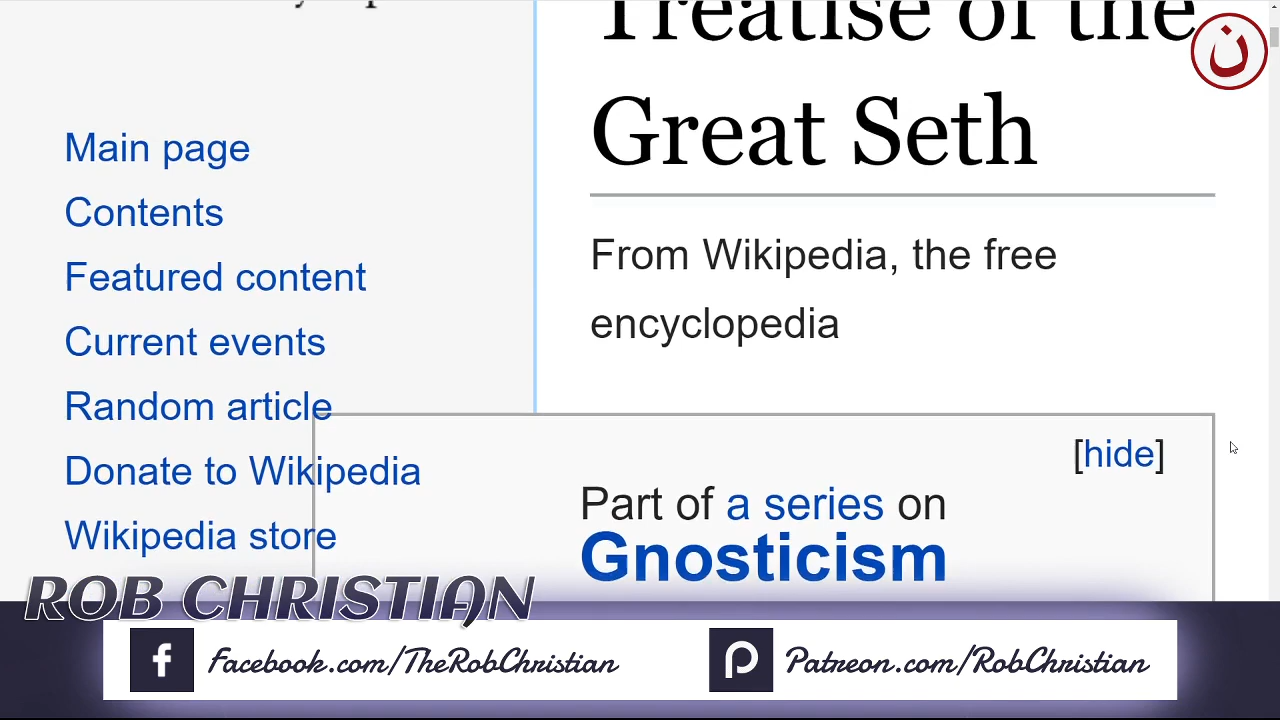 Treatise of the
Great Seth
ن
From Wikipedia, the free
encyclopedia
Main page
Contents
Featured content
Current events
Random article
Donate to Wikipedia
Wikipedia store
[hide]
Part of a series on
Gnosticism
ROB CHRISTIAN
Facebook.com/TheRobChristian
Patreon.com/RobChristian